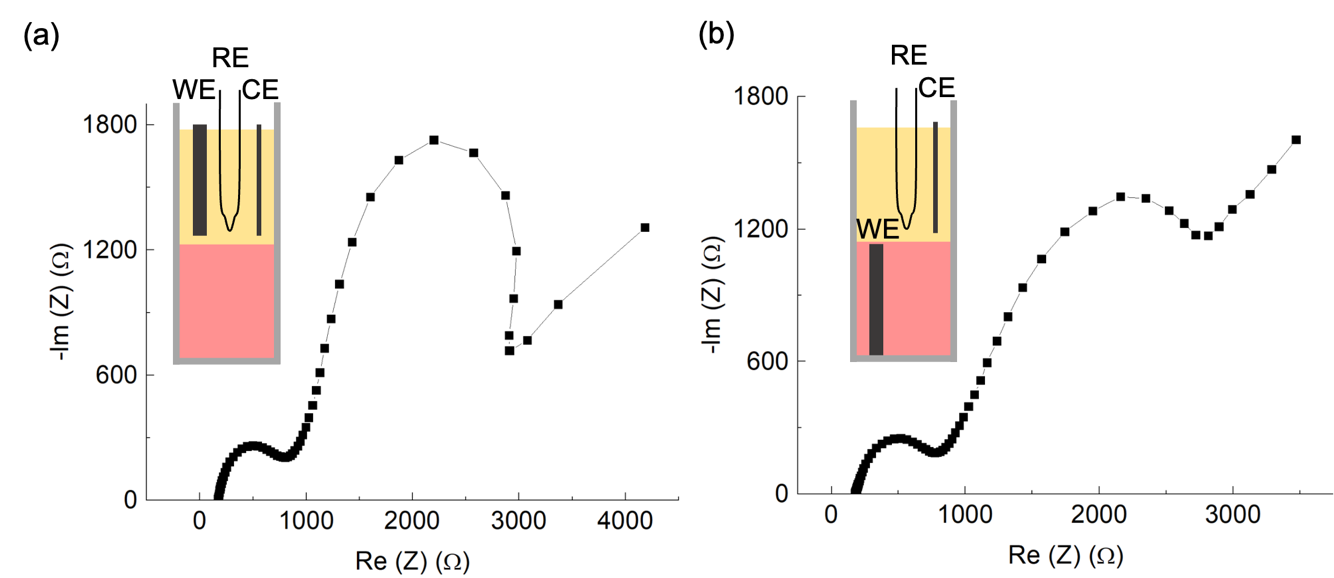 (a)
RE
WE CE
1800
1200
600
0
-Im (Z) (Ω)
0 1000 2000 3000 4000
Re (Z) (Ω)
(b)
RE
CE
WE
1800
1200
600
0
-Im (Z) (Ω)
0 1000 2000 3000
Re (Z) (Ω)